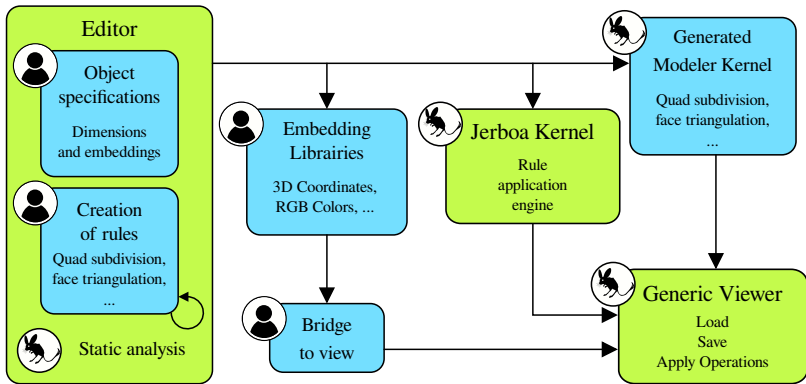 Editor
Object
specifications
Dimensions
and embeddings
Creation
of rules
Quad subdivision,
face triangulation,
...
Static analysis
Embedding
Librairies
3D Coordinates,
RGB Colors, ...
Bridge
to view
Jerboa Kernel
Rule
application
engine
Generated
Modeler Kernel
Quad subdivision,
face triangulation,
...
Generic Viewer
Load
Save
Apply Operations